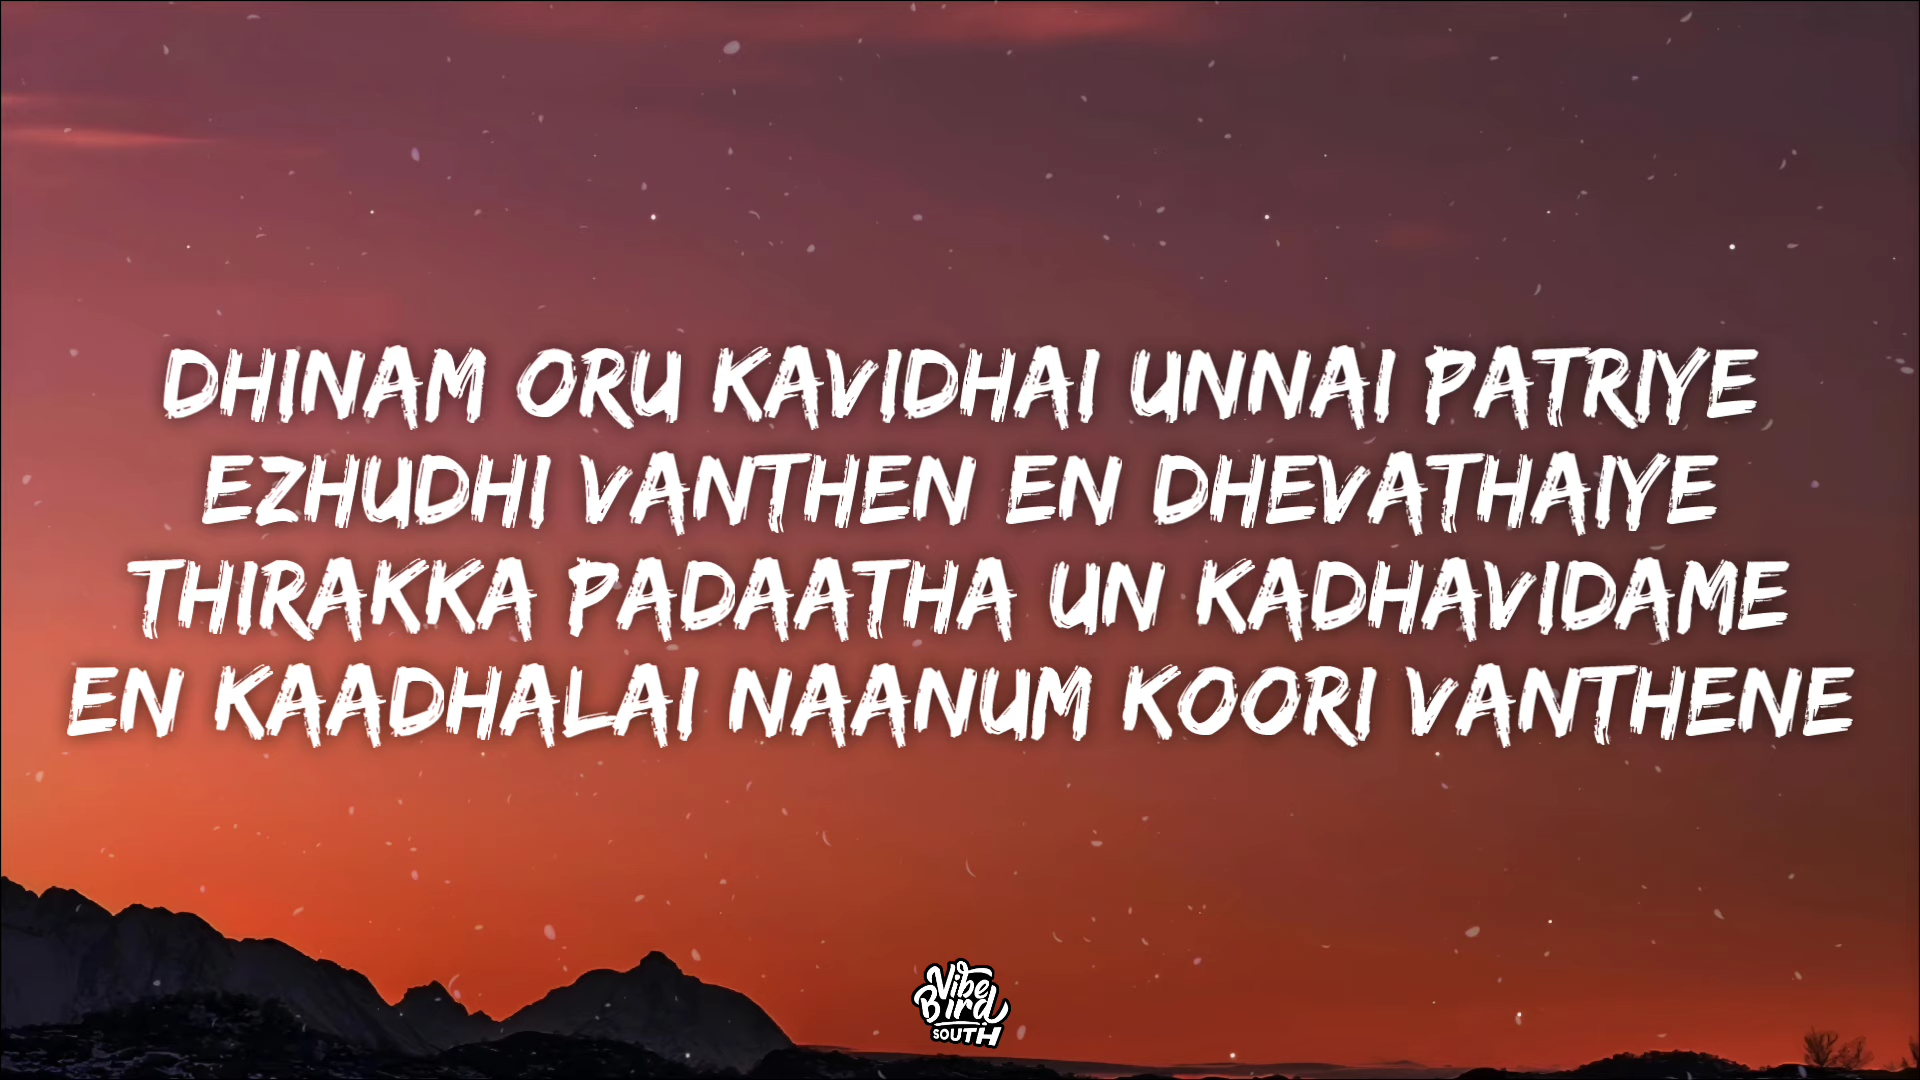 DHINAM ORU KAVIDHAI UNNAI PATRIYE
EZHUDHI VANTHEN EN DHEVATHAIYE
THIRAKKA PADAATHA UN KADHAVIDAME
EN KAADHALAI NAANUM KOORI VANTHENE
Vibe
Bird
SOUTH